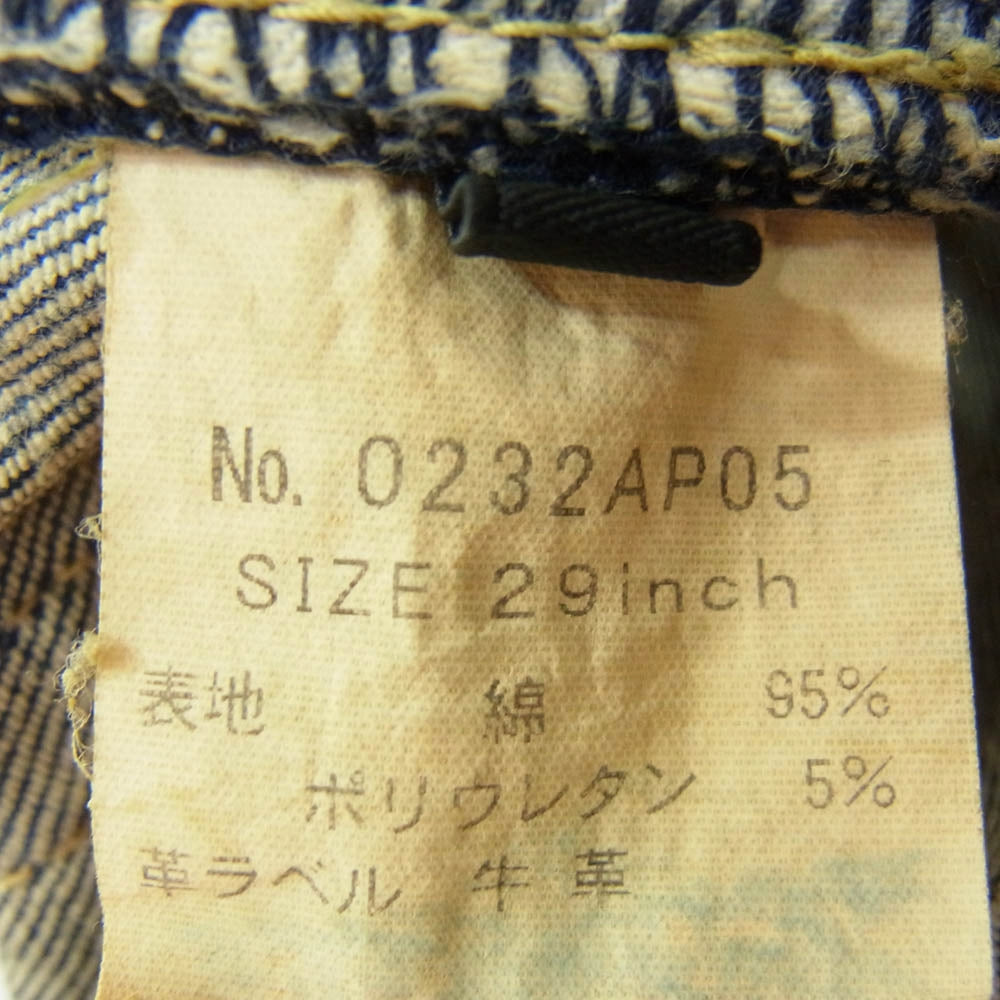 No. 0232AP05
SIZE 29inch
表地 綿 95%
ポリウレタン 5%
革ラベル 牛革